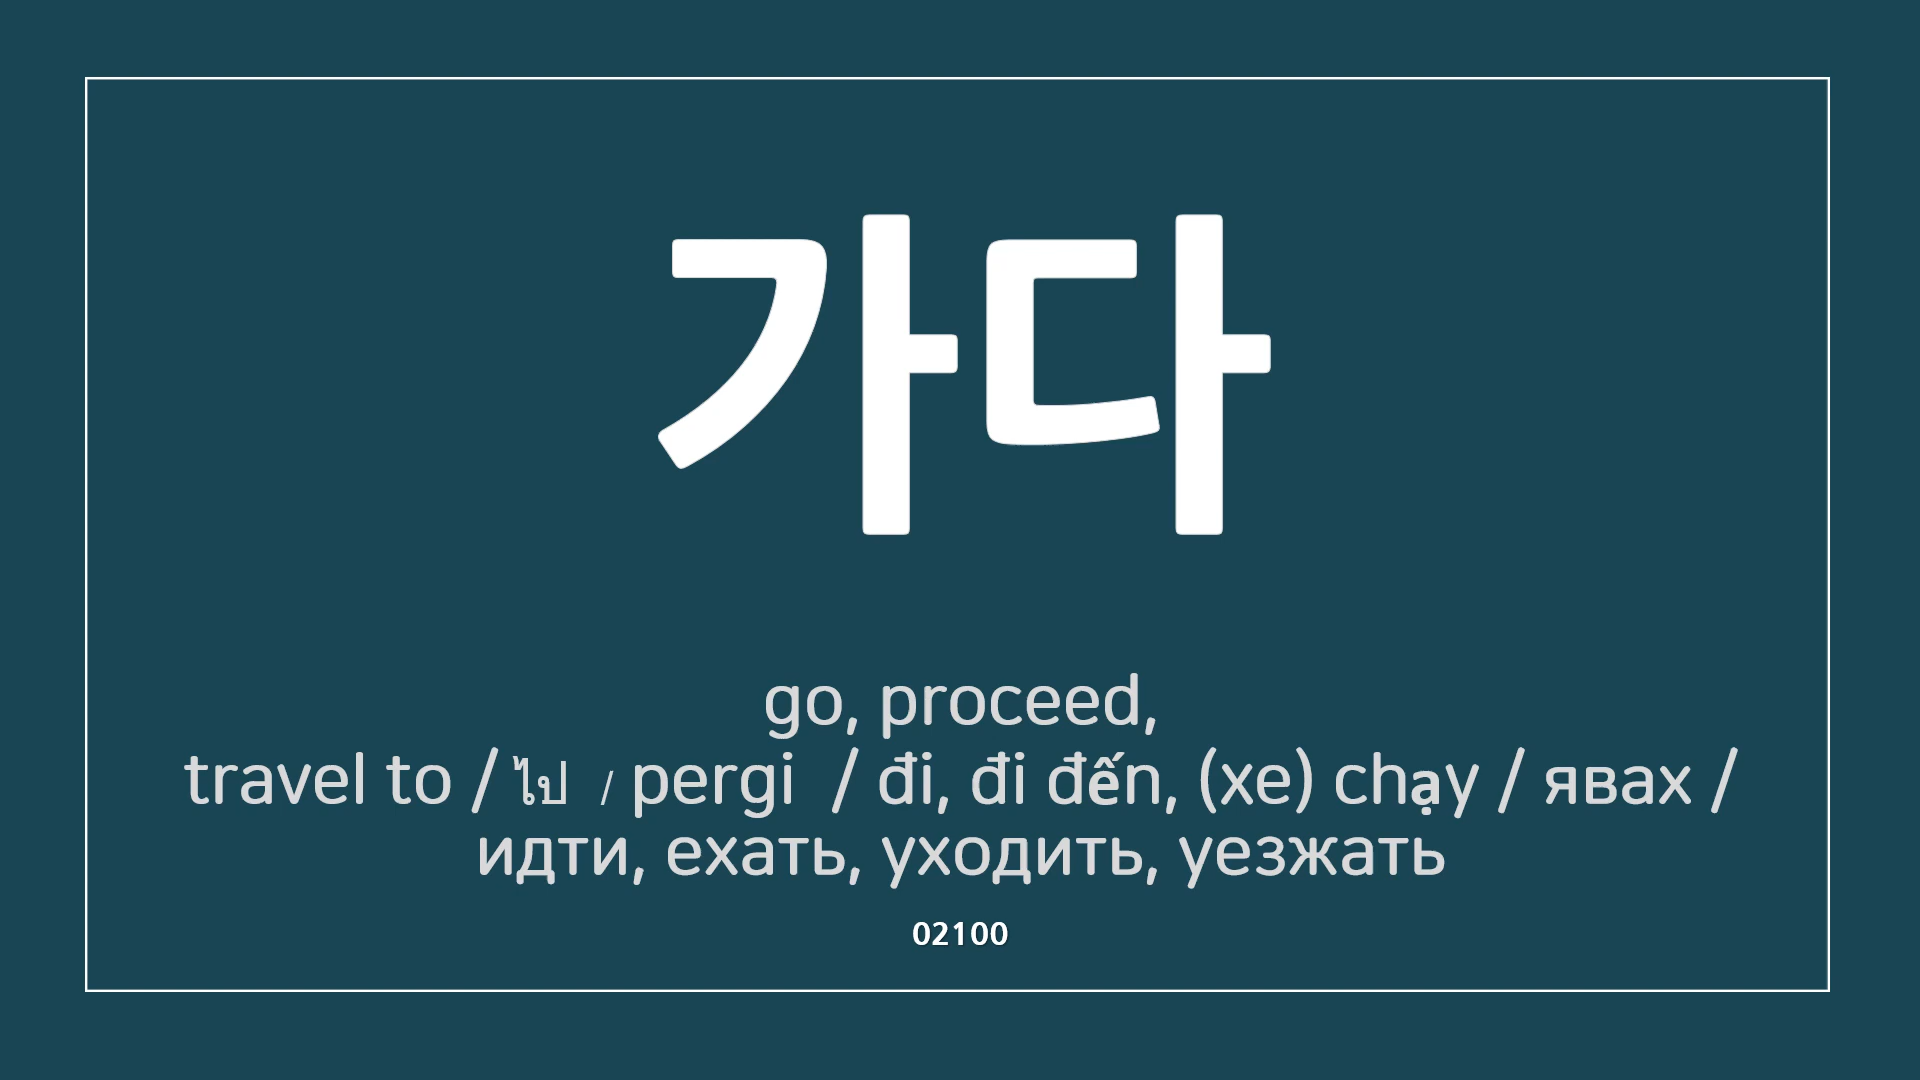 가다
go, proceed,
travel to / ไป / pergi / đi, đi đến, (xe) chạy / явах /
идти, ехать, уходить, уезжать
02100